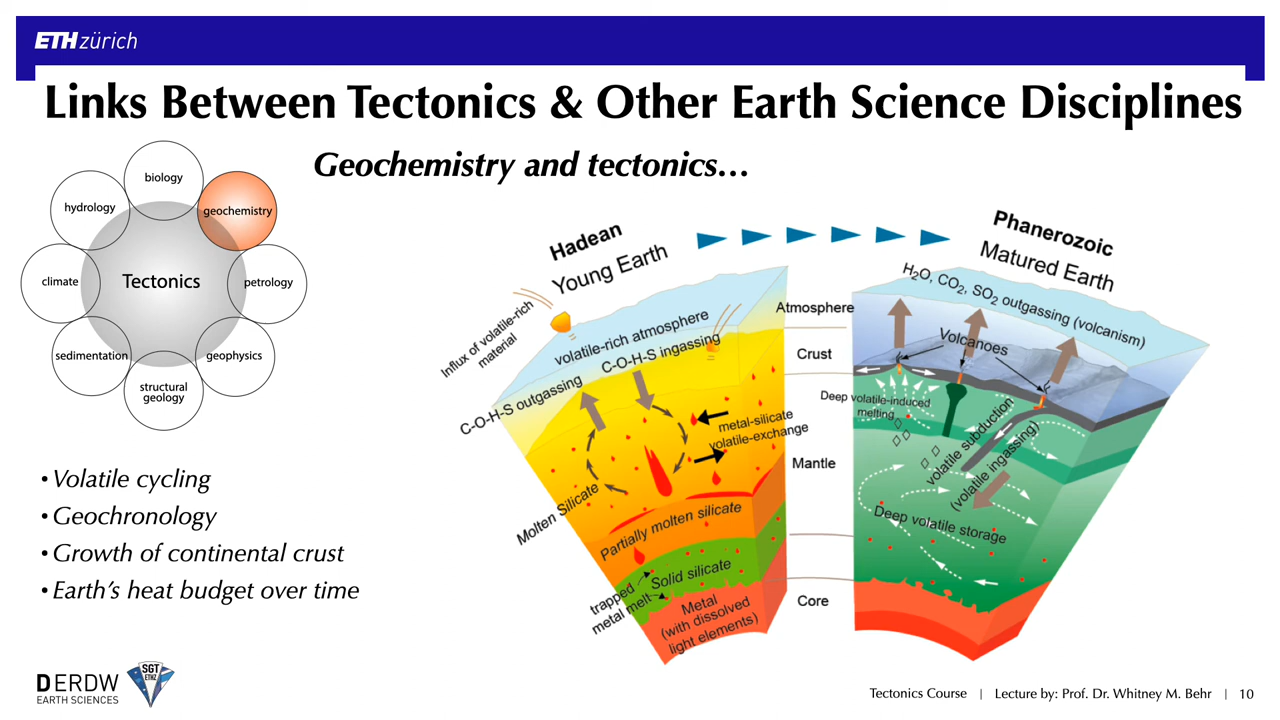 ETH zürich
Links Between Tectonics & Other Earth Science Disciplines
Geochemistry and tectonics...
biology
hydrology
geochemistry
climate
Tectonics
petrology
sedimentation
geophysics
structural
geology
•Volatile cycling
•Geochronology
•Growth of continental crust
•Earth's heat budget over time
Hadean
Young Earth
Influx of volatile-rich
material
volatile-rich atmosphere
C-O-H-S ingassing
C-O-H-S outgassing
metal-silicate
volatile-exchange
Molten Silicate
Partially molten silicate
Solid silicate
trapped
metal melt
Metal
(with dissolved
light elements)
Atmosphere
Crust
Mantle
Core
Phanerozoic
Matured Earth
H2O, CO2, SO2 outgassing (volcanism)
Volcanoes
Deep volatile-induced
melting
volatile subduction
(volatile ingassing)
Deep volatile storage
DERDW
EARTH SCIENCES
SGT
ETHZ
Tectonics Course | Lecture by: Prof. Dr. Whitney M. Behr | 10